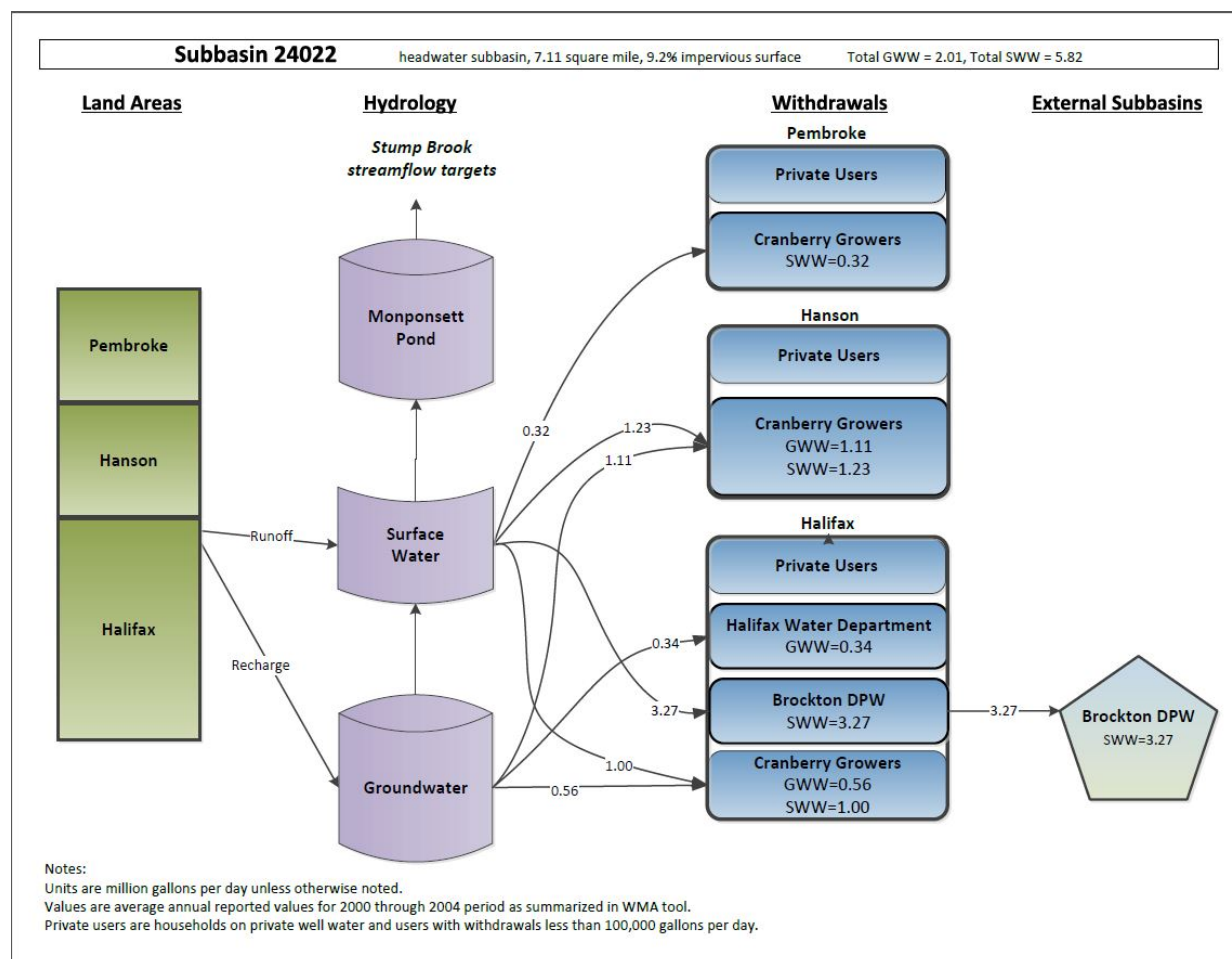 Subbasin 24022 headwater subbasin, 7.11 square mile, 9.2% impervious surface Total GWW = 2.01, Total SWW = 5.82
Land Areas
Hydrology
Withdrawals
External Subbasins
Stump Brook
streamflow targets
Monponsett
Pond
Surface
Water
Groundwater
Pembroke
Hanson
Halifax
Runoff
Recharge
0.32
1.23
1.11
0.34
3.27
1.00
0.56
Pembroke
Private Users
Cranberry Growers
SWW=0.32
Hanson
Private Users
Cranberry Growers
GWW=1.11
SWW=1.23
Halifax
Private Users
Halifax Water Department
GWW=0.34
Brockton DPW
SWW=3.27
Cranberry Growers
GWW=0.56
SWW=1.00
3.27
Brockton DPW
SWW=3.27
Notes:
Units are million gallons per day unless otherwise noted.
Values are average annual reported values for 2000 through 2004 period as summarized in WMA tool.
Private users are households on private well water and users with withdrawals less than 100,000 gallons per day.